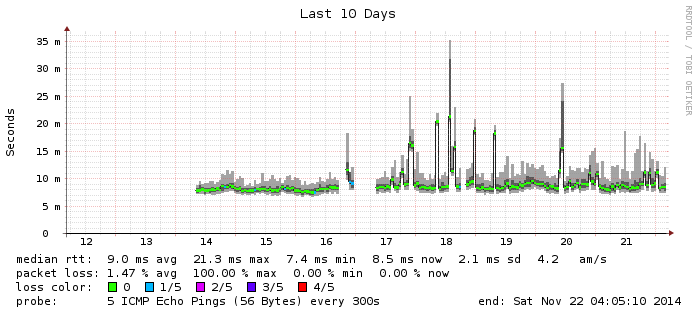 Last 10 Days
RRDTOOL / TOBI OETIKER
Seconds
35 m
30 m
25 m
20 m
15 m
10 m
5 m
0
12 13 14 15 16 17 18 19 20 21
median rtt: 9.0 ms avg 21.3 ms max 7.4 ms min 8.5 ms now 2.1 ms sd 4.2 am/s
packet loss: 1.47 % avg 100.00 % max 0.00 % min 0.00 % now
loss color: 0 1/5 2/5 3/5 4/5
probe: 5 ICMP Echo Pings (56 Bytes) every 300s end: Sat Nov 22 04:05:10 2014